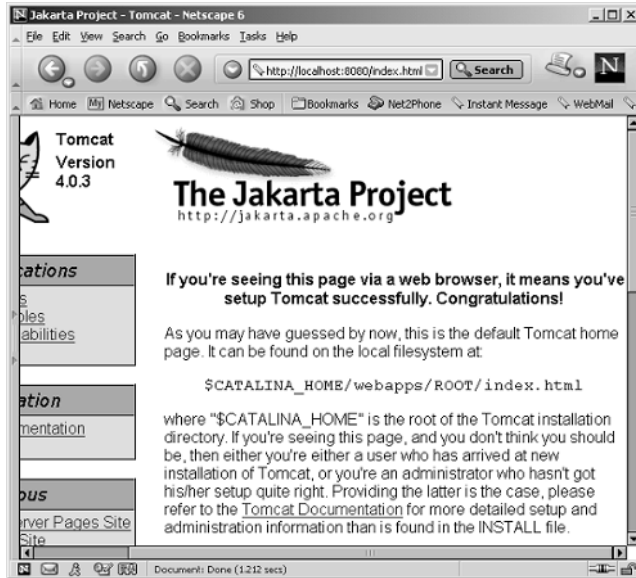 Jakarta Project - Tomcat - Netscape 6
File Edit View Search Go Bookmarks Tasks Help
http://localhost:8080/index.html Search N
Home My Netscape Search Shop Bookmarks Net2Phone Instant Message WebMail
Tomcat
Version
4.0.3
The Jakarta Project
http://jakarta.apache.org
If you're seeing this page via a web browser, it means you've
setup Tomcat successfully. Congratulations!
As you may have guessed by now, this is the default Tomcat home
page. It can be found on the local filesystem at:
$CATALINA_HOME/webapps/ROOT/index.html
where "$CATALINA_HOME" is the root of the Tomcat installation
directory. If you're seeing this page, and you don't think you should
be, then either you're either a user who has arrived at new
installation of Tomcat, or you're an administrator who hasn't got
his/her setup quite right. Providing the latter is the case, please
refer to the Tomcat Documentation for more detailed setup and
administration information than is found in the INSTALL file.
cations
s
ples
abilities
ation
mentation
ous
erver Pages Site
Site
Document: Done (1.212 secs)